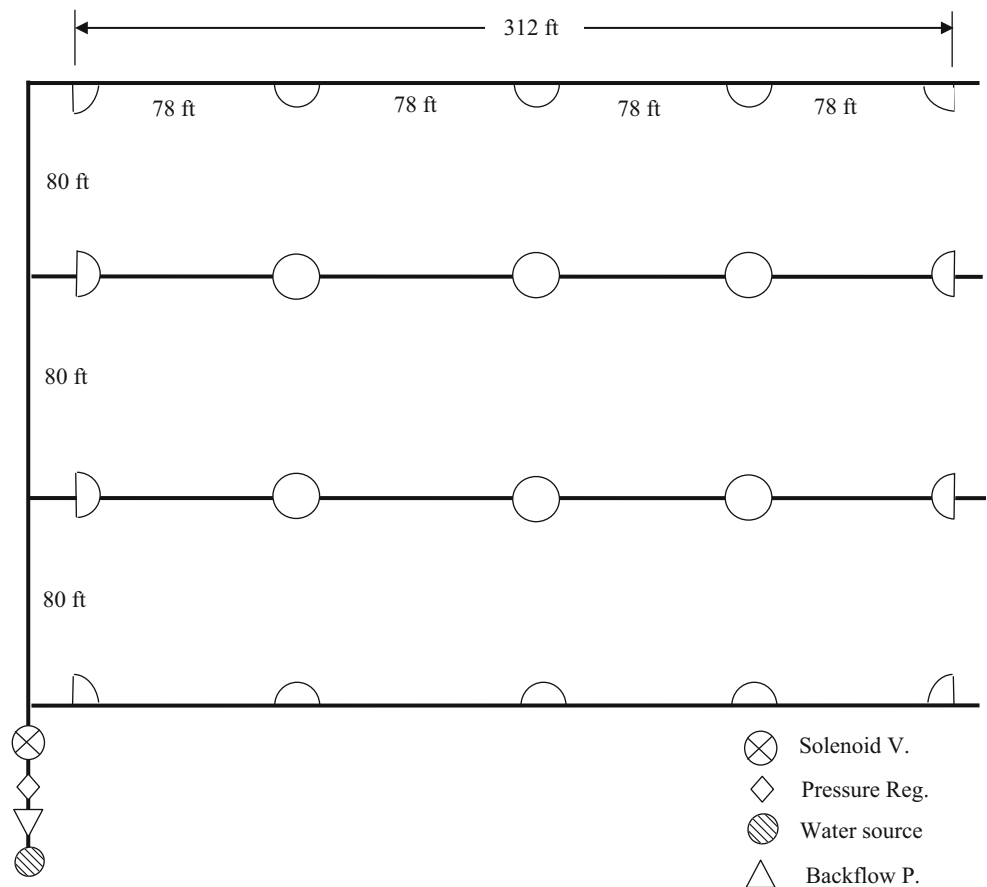 312 ft
78 ft 78 ft 78 ft 78 ft
80 ft
80 ft
80 ft
Solenoid V.
Pressure Reg.
Water source
Backflow P.